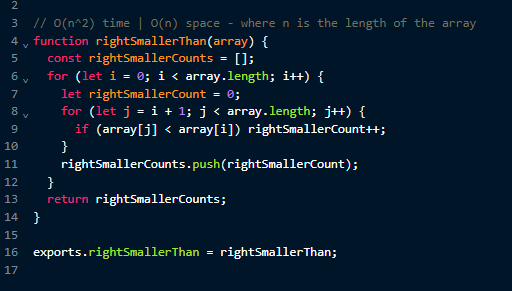 2
3 // O(n^2) time | O(n) space - where n is the length of the array
4 function rightSmallerThan(array) {
5 const rightSmallerCounts = [];
6 for (let i = 0; i < array.length; i++) {
7 let rightSmallerCount = 0;
8 for (let j = i + 1; j < array.length; j++) {
9 if (array[j] < array[i]) rightSmallerCount++;
10 }
11 rightSmallerCounts.push(rightSmallerCount);
12 }
13 return rightSmallerCounts;
14 }
15
16 exports.rightSmallerThan = rightSmallerThan;
17